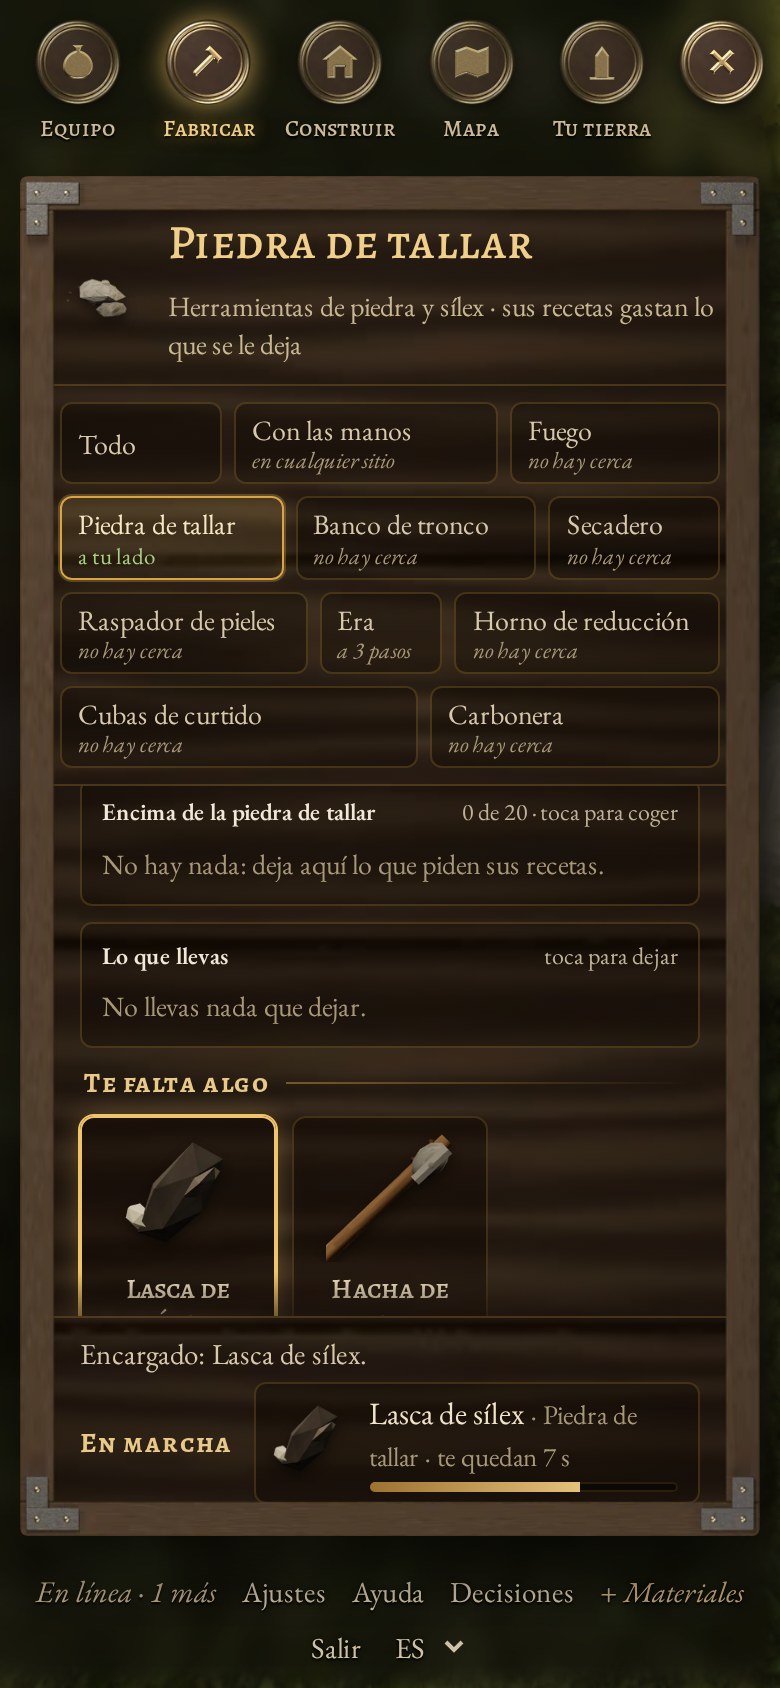 Equipo Fabricar Construir Mapa Tu tierra
Piedra de tallar
Herramientas de piedra y sílex · sus recetas gastan lo
que se le deja
Todo
Con las manos
en cualquier sitio
Fuego
no hay cerca
Piedra de tallar
a tu lado
Banco de tronco
no hay cerca
Secadero
no hay cerca
Raspador de pieles
no hay cerca
Era
a 3 pasos
Horno de reducción
no hay cerca
Cubas de curtido
no hay cerca
Carbonera
no hay cerca
Encima de la piedra de tallar 0 de 20 · toca para coger
No hay nada: deja aquí lo que piden sus recetas.
Lo que llevas toca para dejar
No llevas nada que dejar.
Te falta algo
Lasca de
Hacha de
Encargado: Lasca de sílex.
En marcha
Lasca de sílex · Piedra de
tallar · te quedan 7 s
En línea · 1 más Ajustes Ayuda Decisiones + Materiales
Salir ES